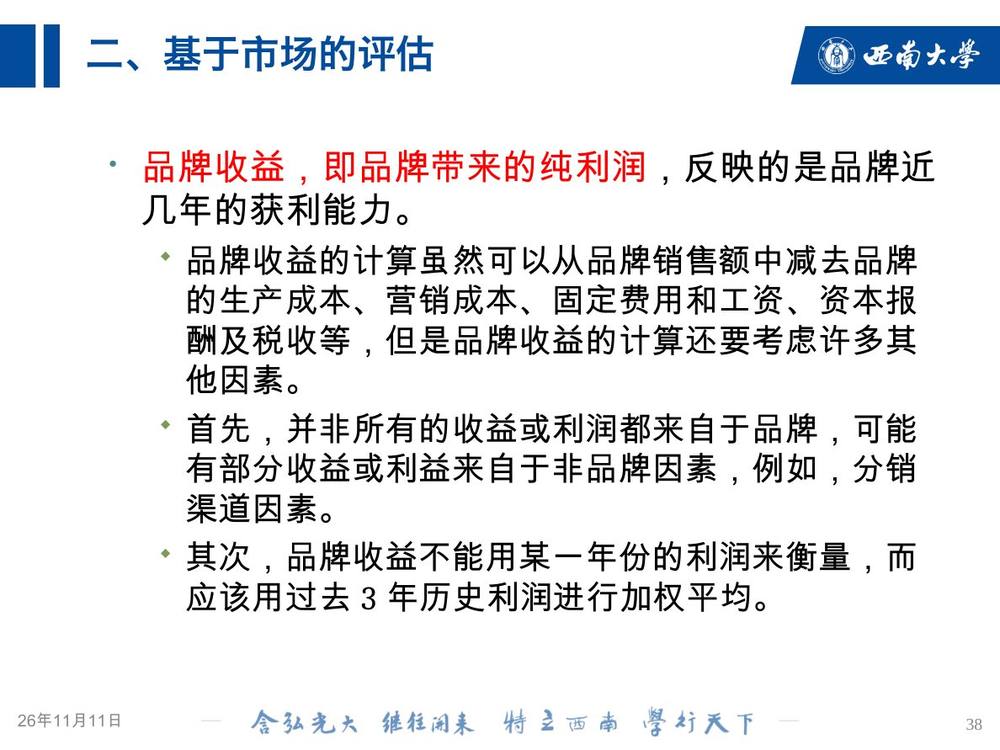 二、基于市场的评估
西南大学
• 品牌收益，即品牌带来的纯利润，反映的是品牌近
几年的获利能力。
品牌收益的计算虽然可以从品牌销售额中减去品牌
的生产成本、营销成本、固定费用和工资、资本报
酬及税收等，但是品牌收益的计算还要考虑许多其
他因素。
首先，并非所有的收益或利润都来自于品牌，可能
有部分收益或利益来自于非品牌因素，例如，分销
渠道因素。
其次，品牌收益不能用某一年份的利润来衡量，而
应该用过去 3 年历史利润进行加权平均。
26年11月11日
含弘光大 继往开来 特立西南 學行天下
38